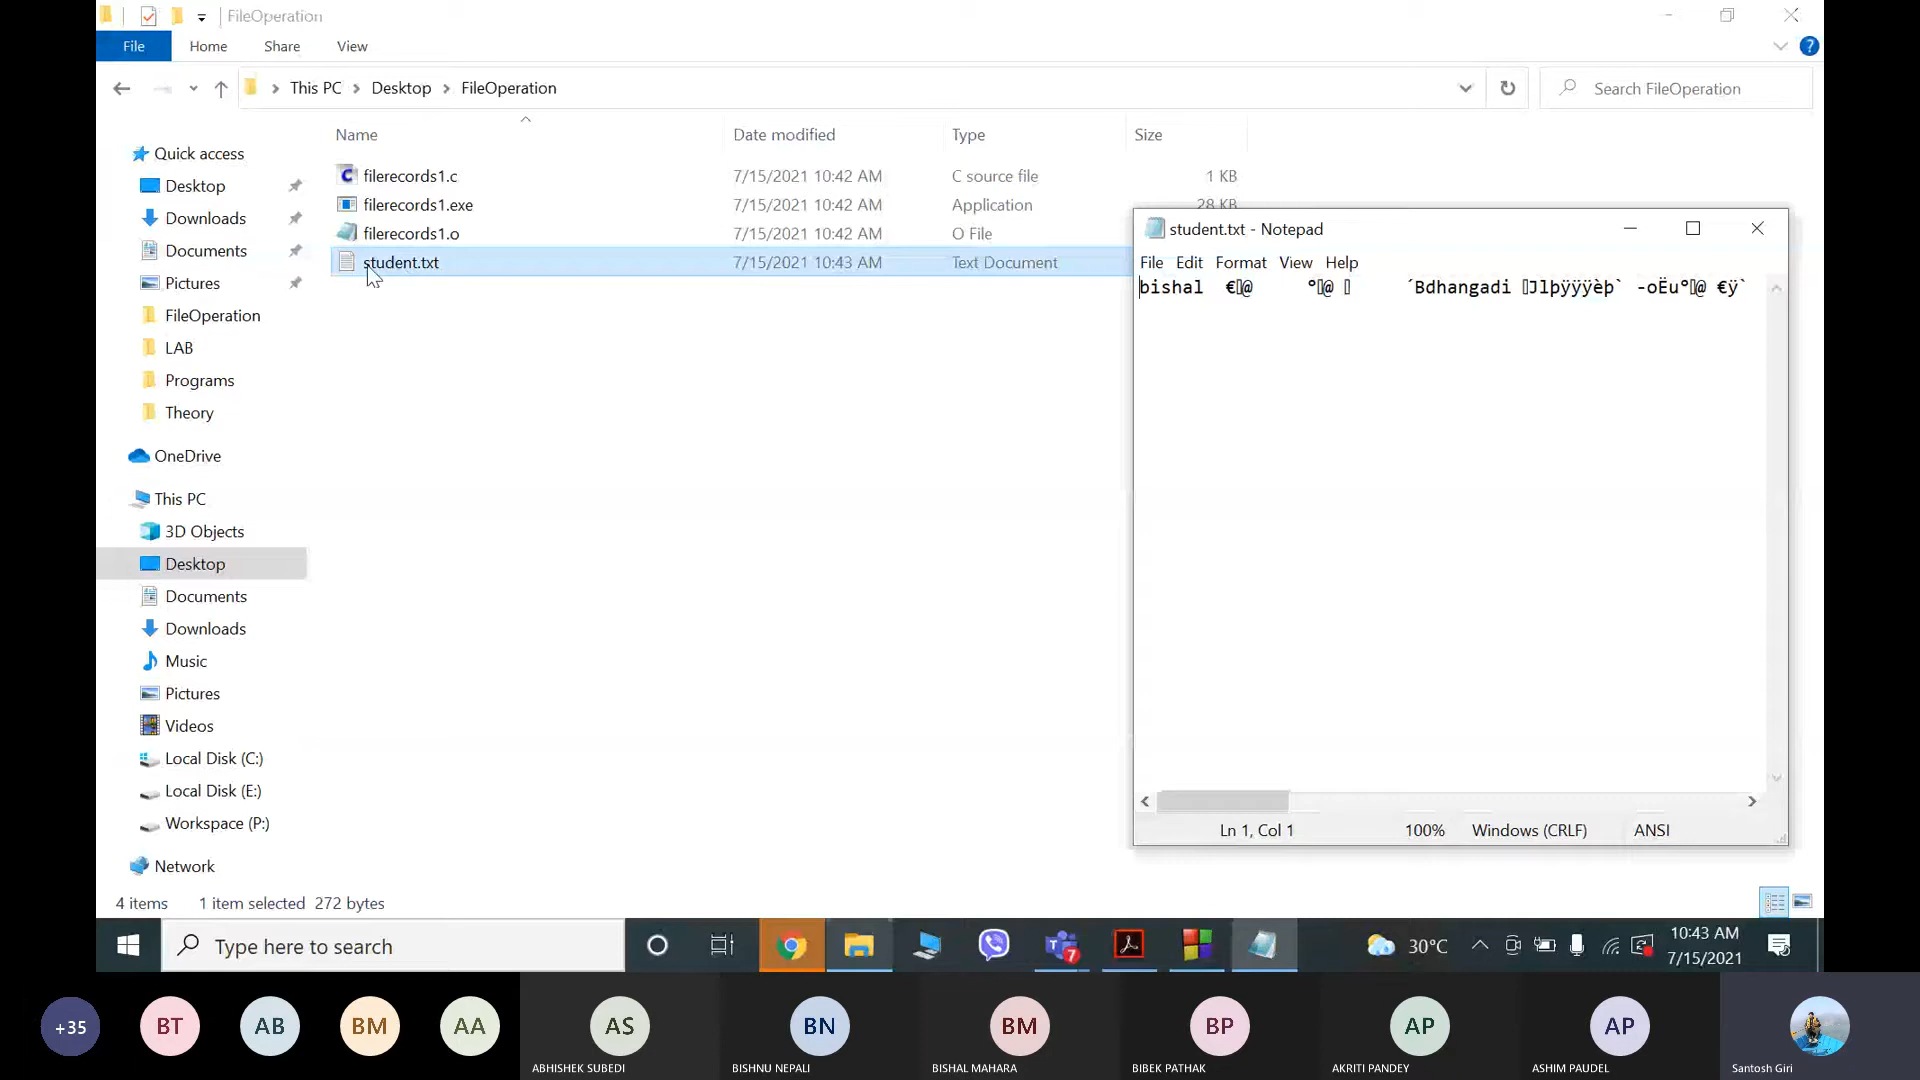 FileOperation
File Home Share View
This PC Desktop FileOperation Search FileOperation
Name Date modified Type Size
filerecords1.c 7/15/2021 10:42 AM C source file 1 KB
filerecords1.exe 7/15/2021 10:42 AM Application 28 KB
filerecords1.o 7/15/2021 10:42 AM O File
student.txt 7/15/2021 10:43 AM Text Document
Quick access
Desktop
Downloads
Documents
Pictures
FileOperation
LAB
Programs
Theory
OneDrive
This PC
3D Objects
Desktop
Documents
Downloads
Music
Pictures
Videos
Local Disk (C:)
Local Disk (E:)
Workspace (P:)
Network
4 items 1 item selected 272 bytes
student.txt - Notepad
File Edit Format View Help
bishal €@ °@ ´Bdhangadi Jlþÿÿÿèþ` -oËu°@ €ÿ`
Ln 1, Col 1 100% Windows (CRLF) ANSI
Type here to search
7
30°C
10:43 AM
7/15/2021
+35 BT AB BM AA AS BN BM BP AP AP
ABHISHEK SUBEDI BISHNU NEPALI BISHAL MAHARA BIBEK PATHAK AKRITI PANDEY ASHIM PAUDEL Santosh Giri